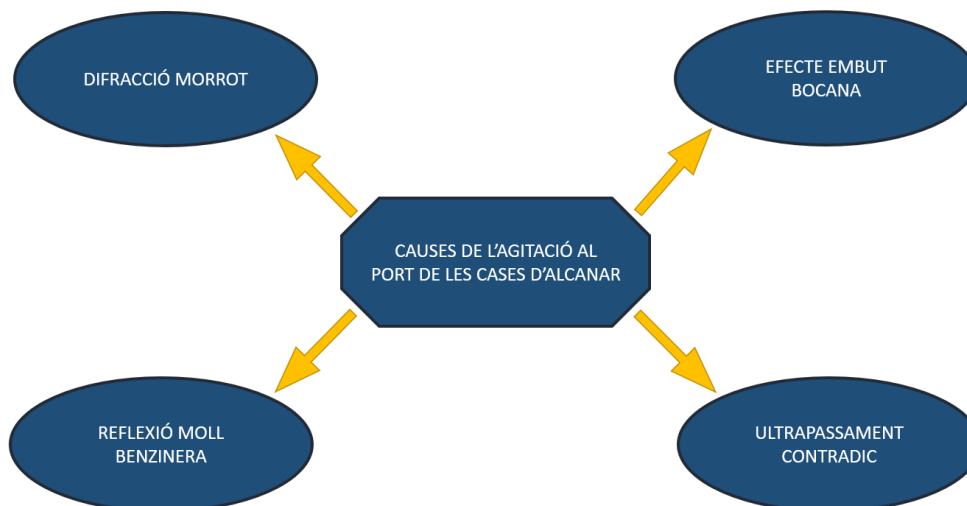 DIFRACCIÓ MORROT
EFECTE EMBUT
BOCANA
CAUSES DE L’AGITACIÓ AL
PORT DE LES CASES D’ALCANAR
REFLEXIÓ MOLL
BENZINERA
ULTRAPASSAMENT
CONTRADIC